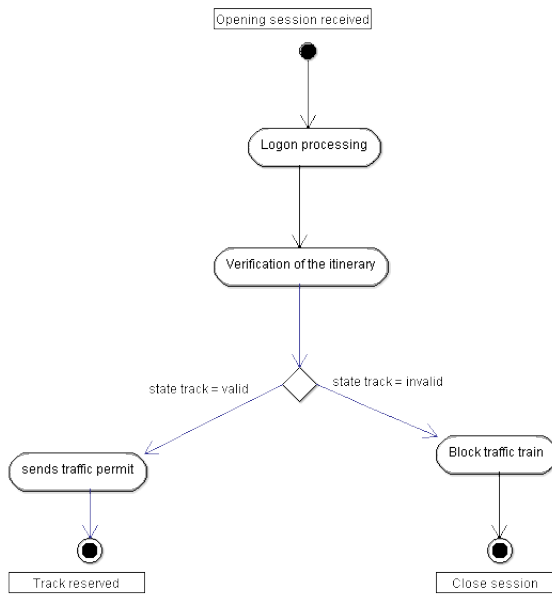 Opening session received
Logon processing
Verification of the itinerary
state track = valid
state track = invalid
sends traffic permit
Block traffic train
Track reserved
Close session